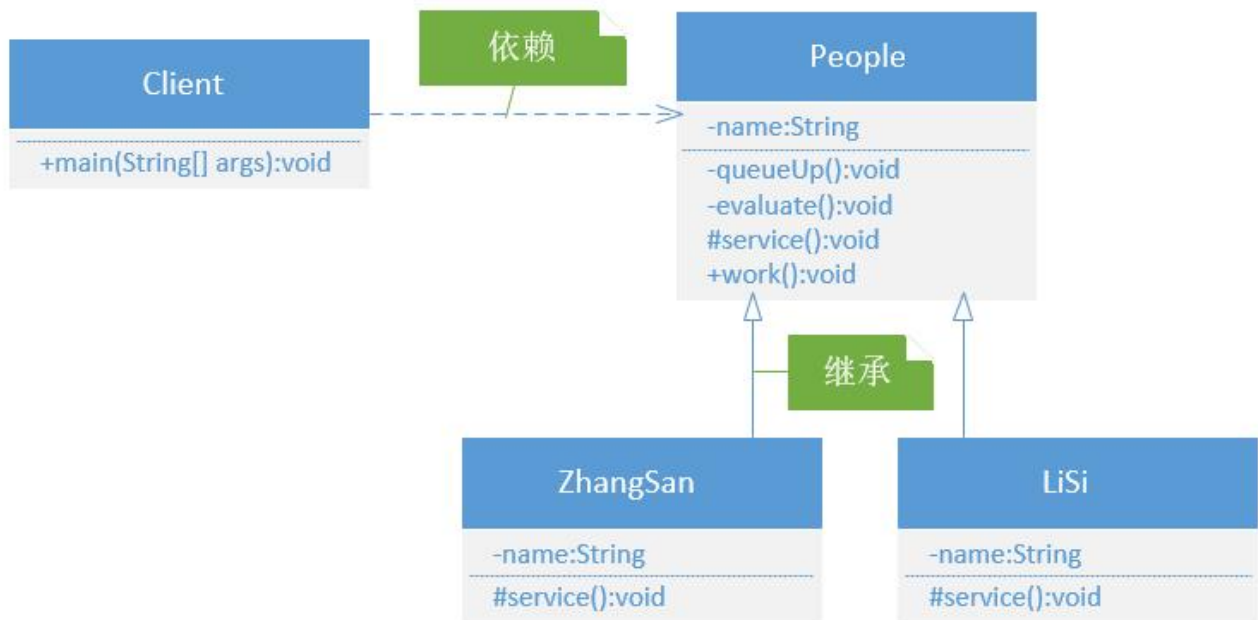 Client
+main(String[] args):void
依赖
People
-name:String
-queueUp():void
-evaluate():void
#service():void
+work():void
继承
ZhangSan
-name:String
#service():void
LiSi
-name:String
#service():void